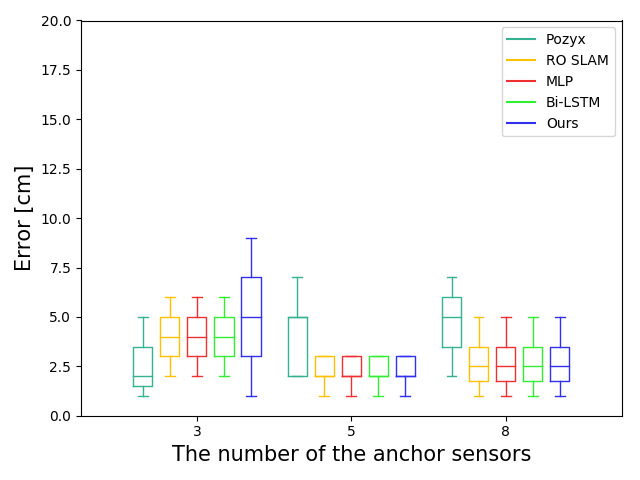 20.0
17.5
15.0
12.5
10.0
7.5
5.0
2.5
0.0
Error [cm]
Pozyx
RO SLAM
MLP
Bi-LSTM
Ours
3 5 8
The number of the anchor sensors